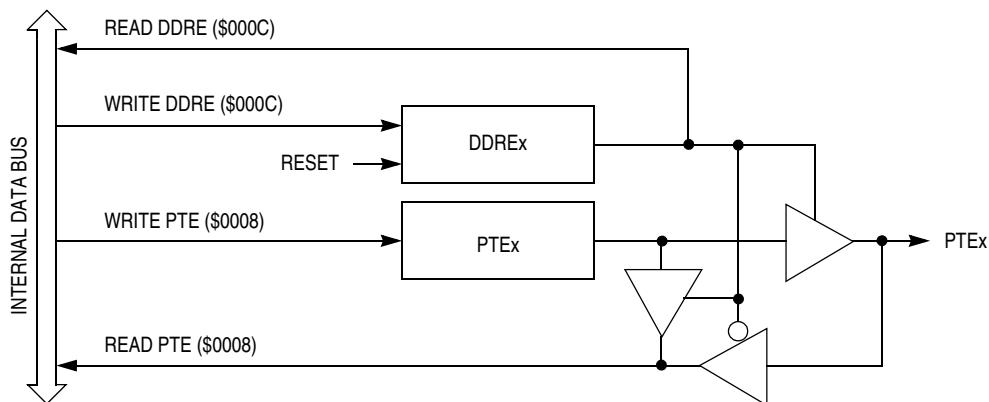 READ DDRE ($000C)
WRITE DDRE ($000C)
DDREx
RESET
INTERNAL DATA BUS
WRITE PTE ($0008)
PTEx
PTEx
READ PTE ($0008)